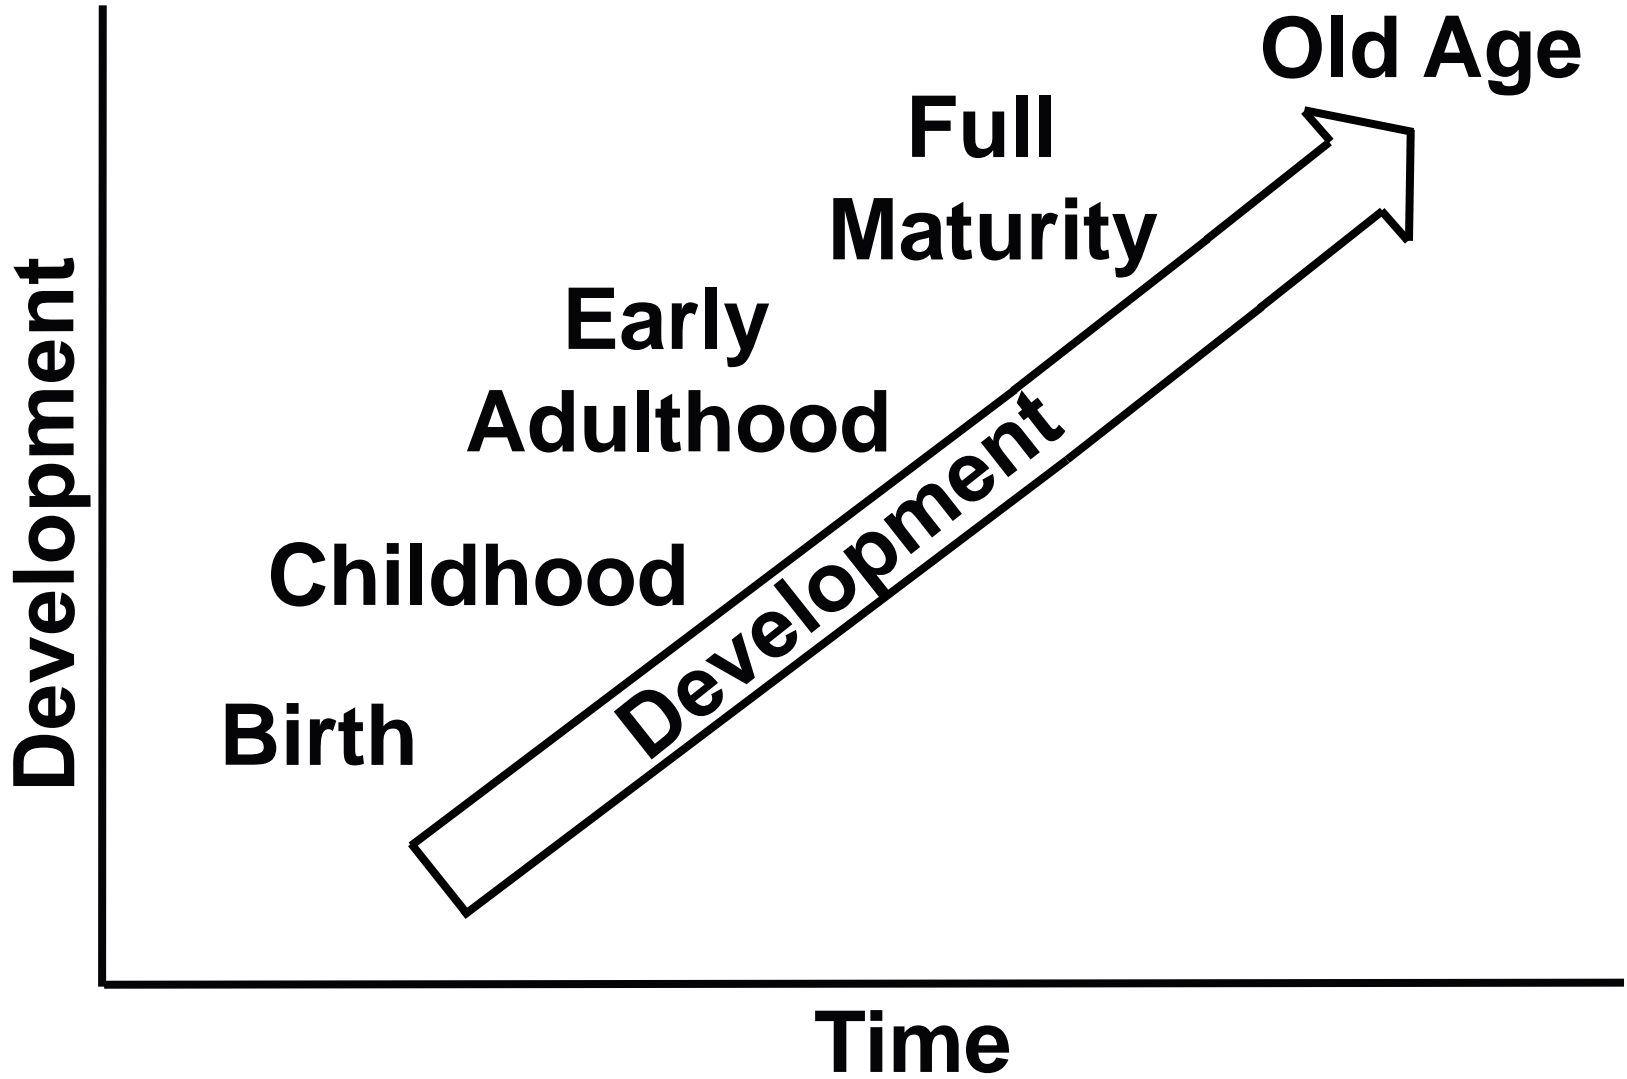 Old Age
Full
Maturity
Early
Adulthood
Childhood
Birth
Development
Development
Time